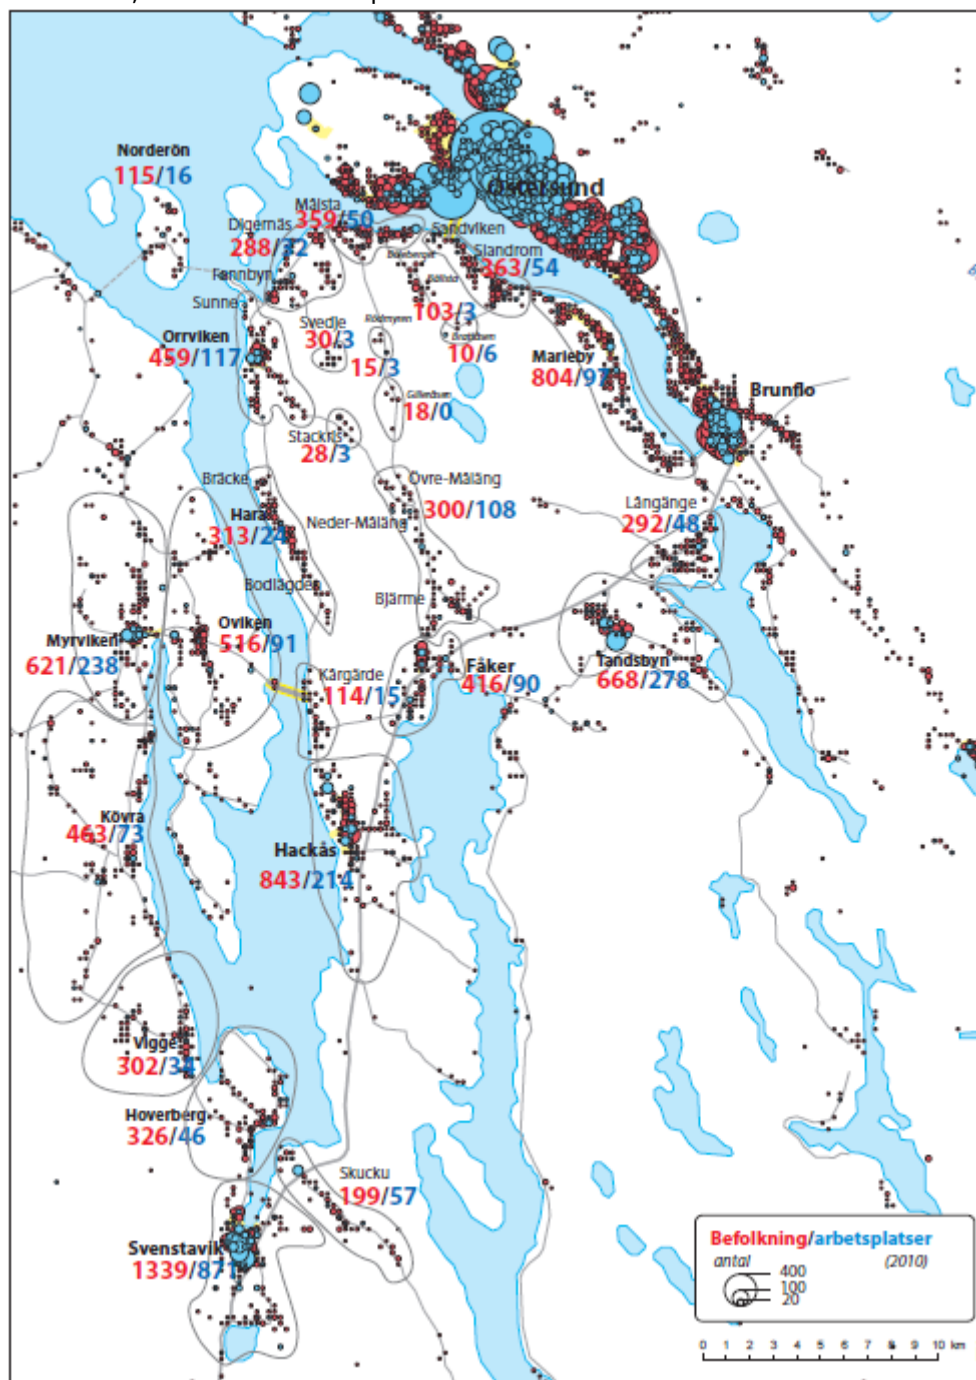 Norderön
115/16
Östersund
Målsta
359/50
Digernäs
288/32
Sandviken
Slandrom
363/54
Fannbyn
Sunne
103/3
Svedje
30/3
Rödmyren
15/3
10/6
Orrviken
459/117
Marieby
804/97
Brunflo
18/0
Stackris
28/3
Bräcke
Övre-Mäläng
300/108
Hara
313/24
Neder-Mäläng
Långänge
292/48
Bodlägden
Bjärme
Myrviken
621/238
Oviken
516/91
Kårgärde
114/15
Fåker
416/90
Tandsbyn
668/278
Kövra
463/73
Hackås
843/214
Vigge
302/34
Hoverberg
326/46
Skucku
199/57
Svenstavik
1339/871
Befolkning/arbetsplatser
antal (2010)
400
100
20
0 1 2 3 4 5 6 7 8 9 10 km